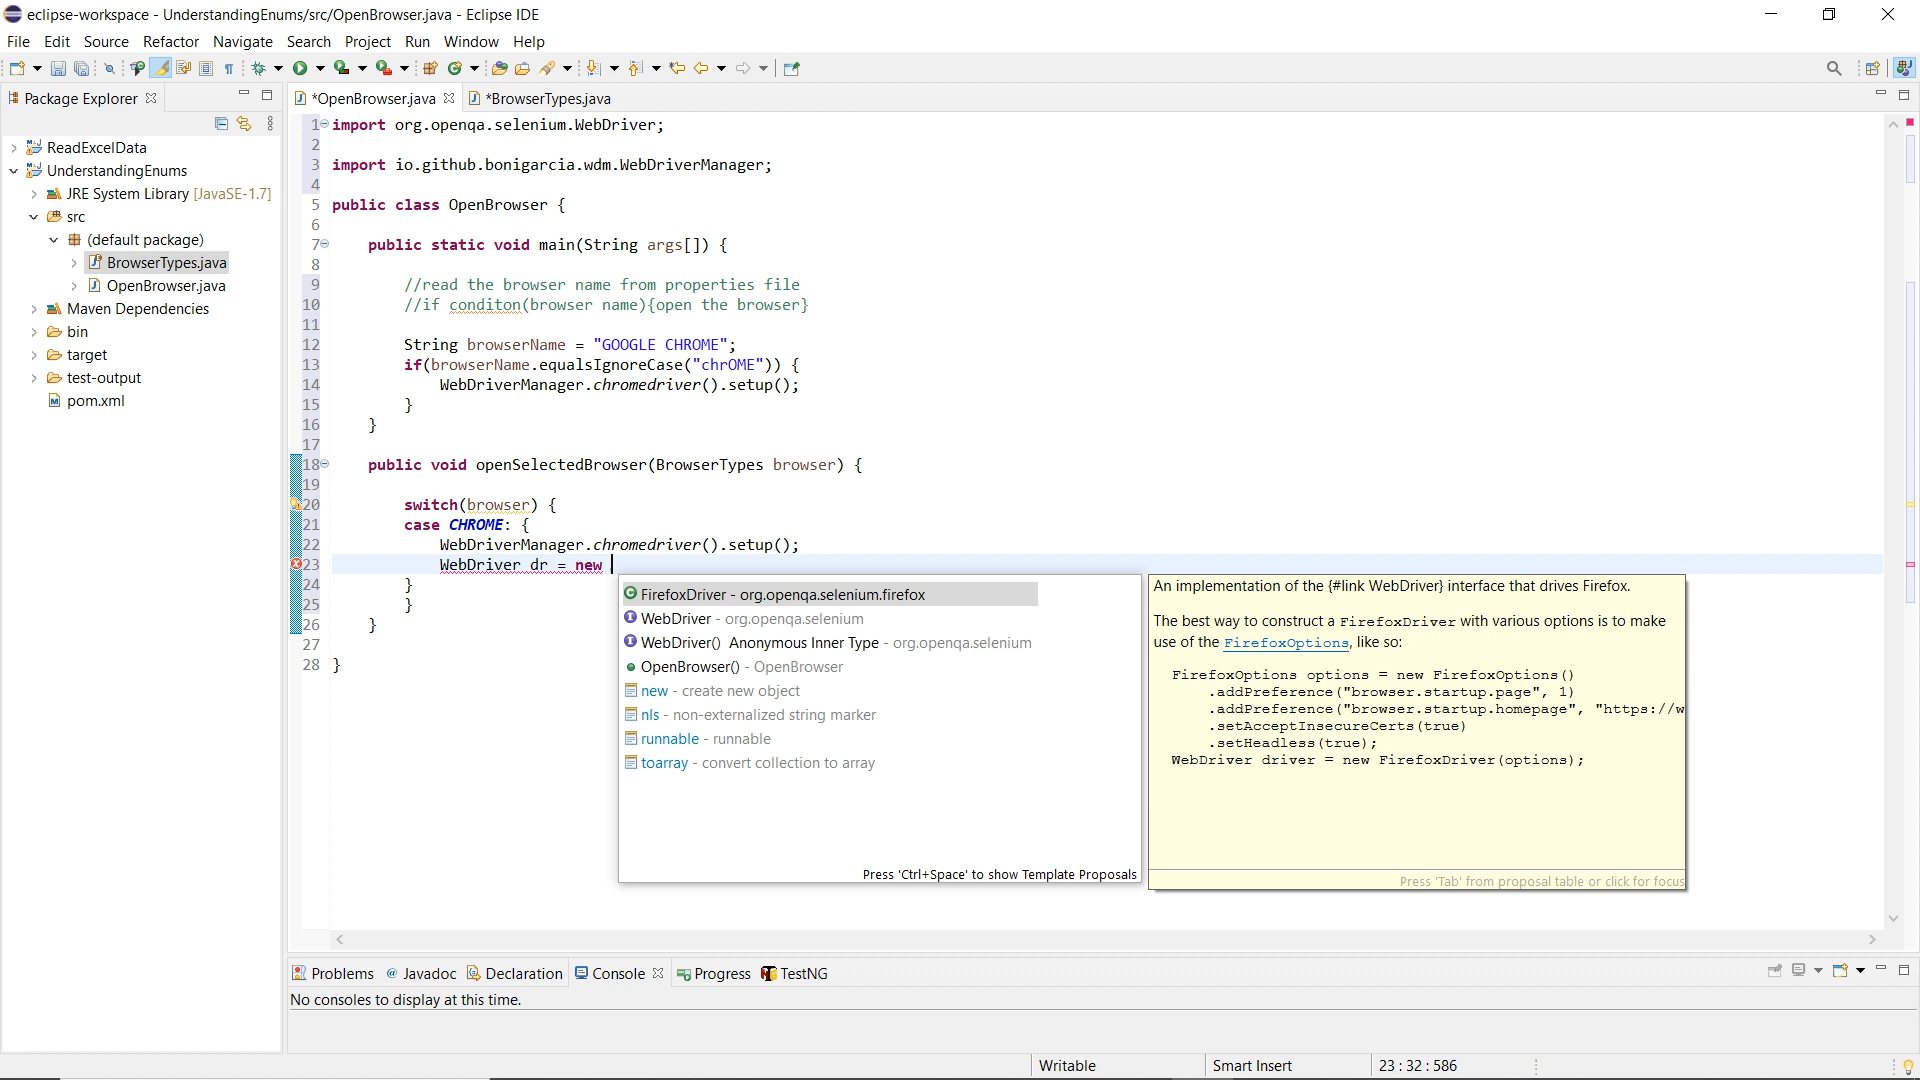 eclipse-workspace - UnderstandingEnums/src/OpenBrowser.java - Eclipse IDE
File Edit Source Refactor Navigate Search Project Run Window Help
Package Explorer
*OpenBrowser.java *BrowserTypes.java
ReadExcelData
UnderstandingEnums
JRE System Library [JavaSE-1.7]
src
(default package)
BrowserTypes.java
OpenBrowser.java
Maven Dependencies
bin
target
test-output
pom.xml
1 import org.openqa.selenium.WebDriver;
2
3 import io.github.bonigarcia.wdm.WebDriverManager;
4
5 public class OpenBrowser {
6
7 public static void main(String args[]) {
8
9 //read the browser name from properties file
10 //if conditon(browser name){open the browser}
11
12 String browserName = "GOOGLE CHROME";
13 if(browserName.equalsIgnoreCase("chrOME")) {
14 WebDriverManager.chromedriver().setup();
15 }
16 }
17
18 public void openSelectedBrowser(BrowserTypes browser) {
19
20 switch(browser) {
21 case CHROME: {
22 WebDriverManager.chromedriver().setup();
23 WebDriver dr = new
24 }
25 }
26 }
27
28 }
FirefoxDriver - org.openqa.selenium.firefox
WebDriver - org.openqa.selenium
WebDriver() Anonymous Inner Type - org.openqa.selenium
OpenBrowser() - OpenBrowser
new - create new object
nls - non-externalized string marker
runnable - runnable
toarray - convert collection to array
Press 'Ctrl+Space' to show Template Proposals
An implementation of the {#link WebDriver} interface that drives Firefox.
The best way to construct a FirefoxDriver with various options is to make
use of the FirefoxOptions, like so:
FirefoxOptions options = new FirefoxOptions()
.addPreference("browser.startup.page", 1)
.addPreference("browser.startup.homepage", "https://w
.setAcceptInsecureCerts(true)
.setHeadless(true);
WebDriver driver = new FirefoxDriver(options);
Press 'Tab' from proposal table or click for focus
Problems Javadoc Declaration Console Progress TestNG
No consoles to display at this time.
Writable Smart Insert 23 : 32 : 586